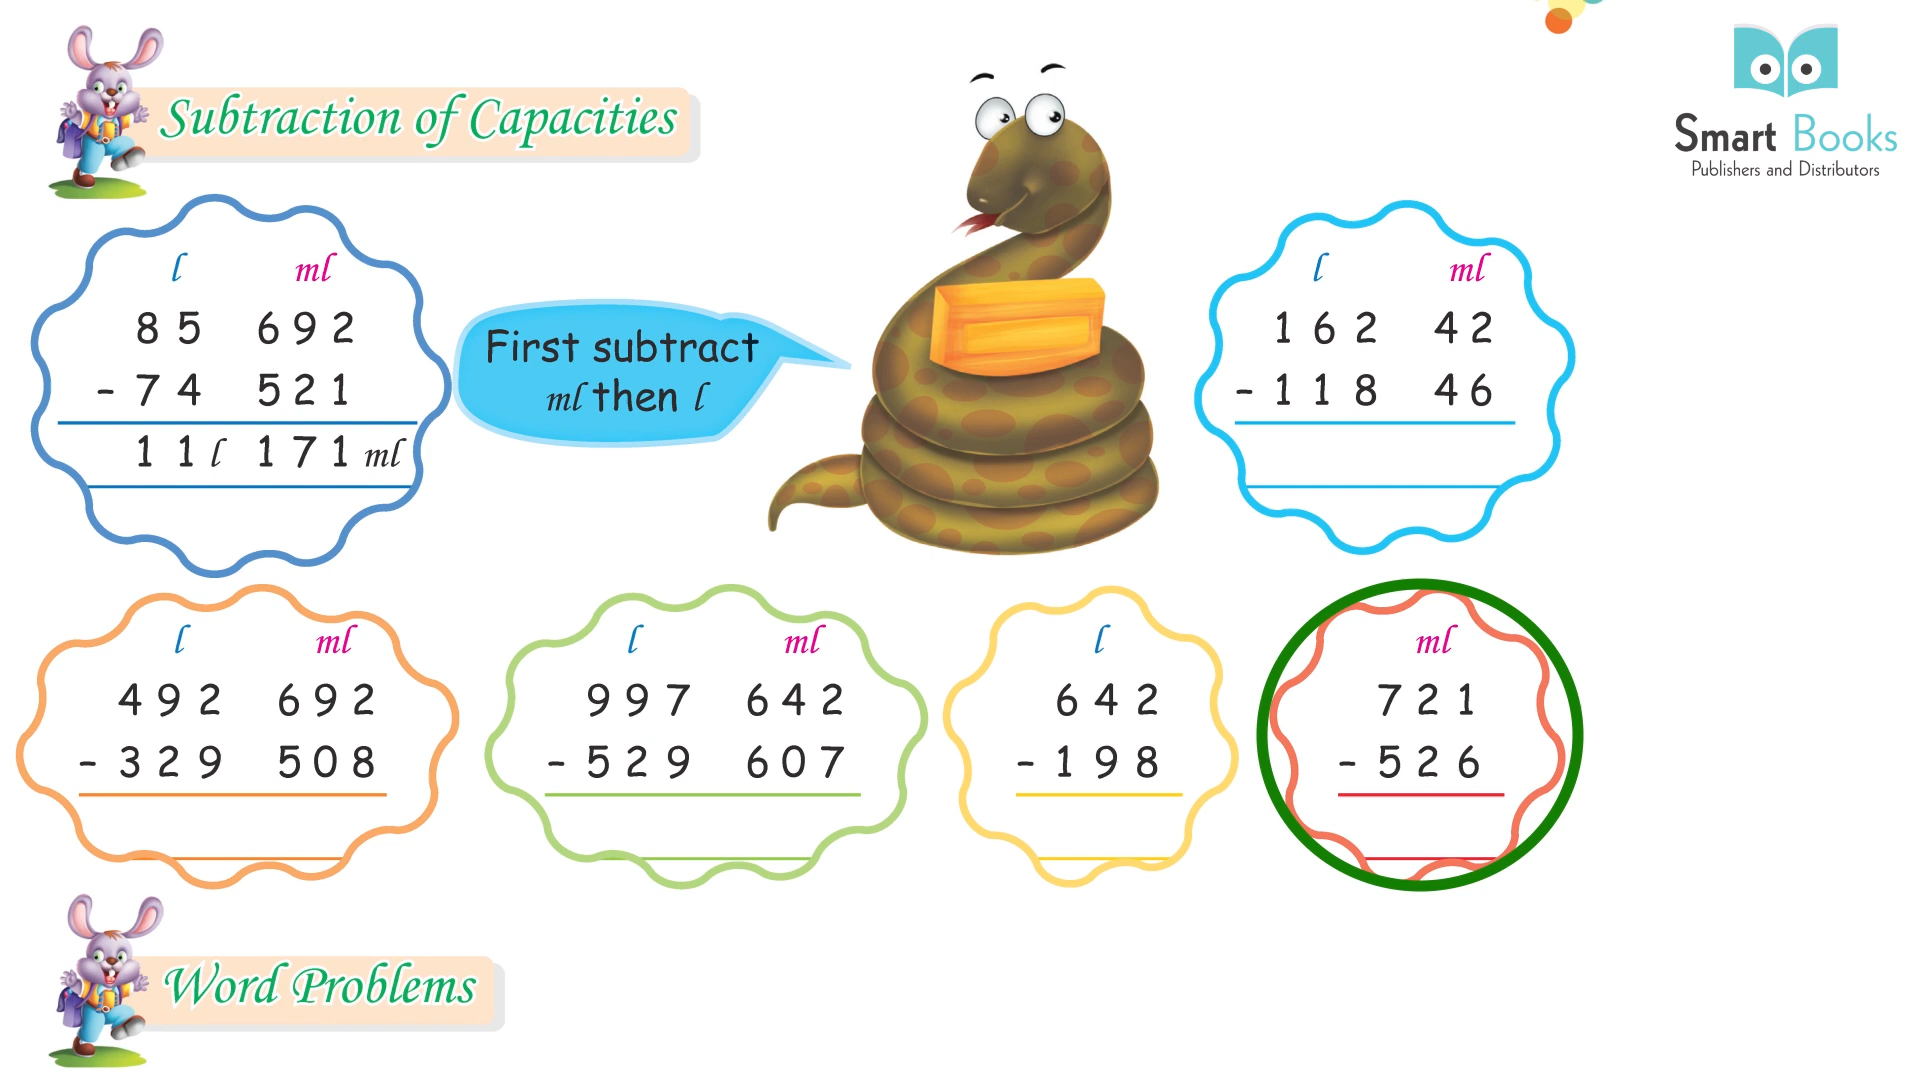 Subtraction of Capacities
Smart Books
Publishers and Distributors
l ml
8 5 6 9 2
- 7 4 5 2 1
1 1 l 1 7 1 ml
First subtract
ml then l
l ml
1 6 2 4 2
- 1 1 8 4 6
l ml
4 9 2 6 9 2
- 3 2 9 5 0 8
l ml
9 9 7 6 4 2
- 5 2 9 6 0 7
l
6 4 2
- 1 9 8
ml
7 2 1
- 5 2 6
Word Problems